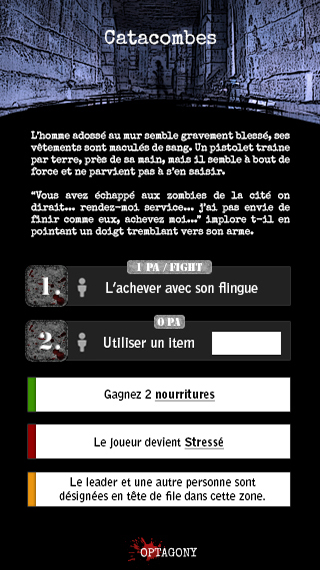 Catacombes
L'homme adossé au mur semble gravement blessé, ses
vêtements sont maculés de sang. Un pistolet traine
par terre, près de sa main, mais il semble à bout de
force et ne parvient pas à s'en saisir.
"Vous avez échappé aux zombies de la cité on
dirait... rendez-moi service... j'ai pas envie de
finir comme eux, achevez moi..." implore t-il en
pointant un doigt tremblant vers son arme.
1 PA / FIGHT
1. L'achever avec son flingue
0 PA
2. Utiliser un item
Gagnez 2 nourritures
Le joueur devient Stressé
Le leader et une autre personne sont
désignées en tête de file dans cette zone.
OPTAGONY